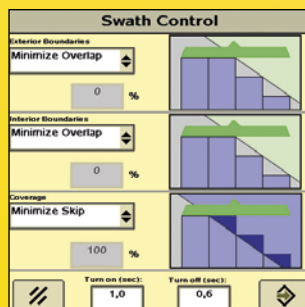 Swath Control
Exterior Boundaries
Minimize Overlap
0 %
Interior Boundaries
Minimize Overlap
0 %
Coverage
Minimize Skip
100 %
Turn on (sec): Turn off (sec):
1,0 0,6